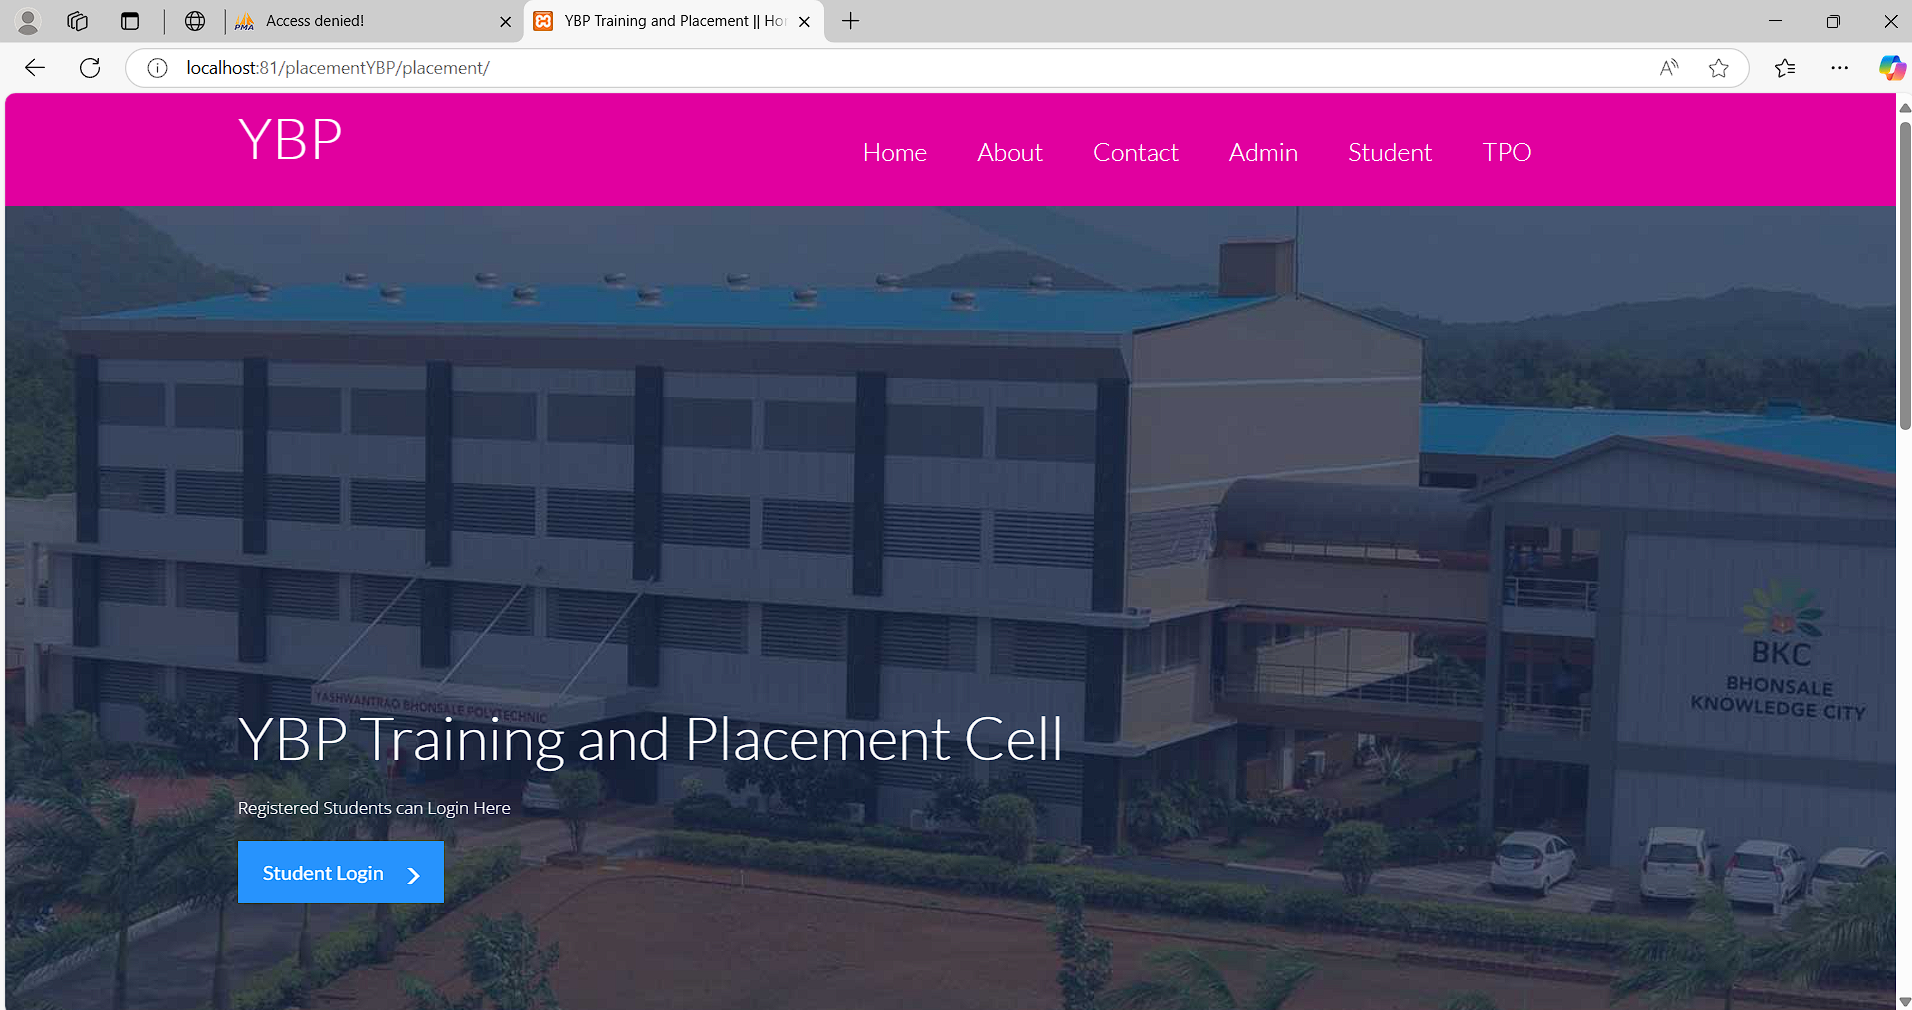 Access denied!
YBP Training and Placement || Ho
localhost:81/placementYBP/placement/
YBP
Home
About
Contact
Admin
Student
TPO
YASHWANTRAO BHONSALE POLYTECHNIC
BKC
BHONSALE
KNOWLEDGE CITY
YBP Training and Placement Cell
Registered Students can Login Here
Student Login